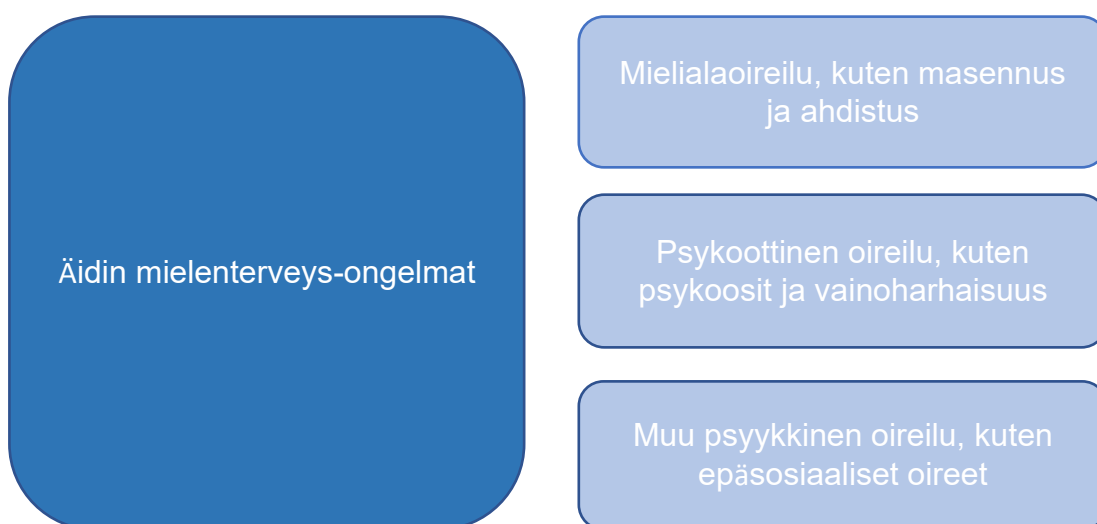 Äidin mielenterveys-ongelmat
Mielialaoireilu, kuten masennus
ja ahdistus
Psykoottinen oireilu, kuten
psykoosit ja vainoharhaisuus
Muu psyykkinen oireilu, kuten
epäsosiaaliset oireet